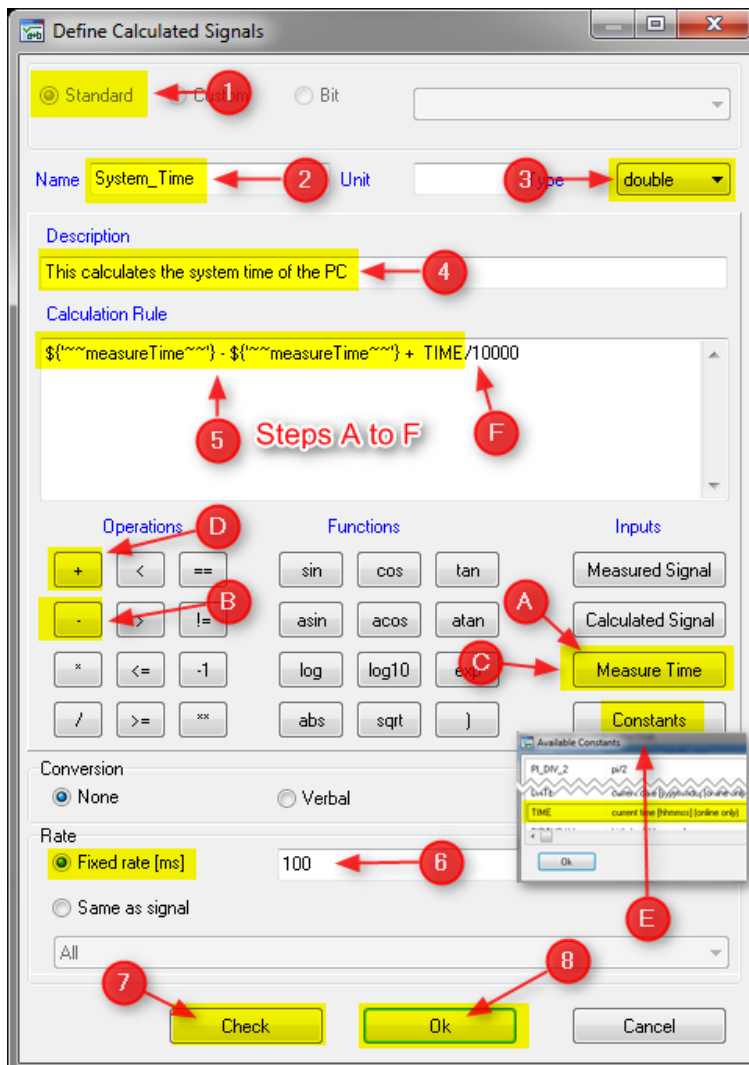 Define Calculated Signals
Standard 1 Custom Bit
Name System_Time 2 Unit 3 Type double
Description
This calculates the system time of the PC 4
Calculation Rule
${'~~measureTime~~'} - ${'~~measureTime~~'} + TIME/10000
5 Steps A to F F
Operations D Functions Inputs
+ < == sin cos tan Measured Signal
- B > != asin acos atan A Calculated Signal
* <= -1 log log10 exp C Measure Time
/ >= ** abs sqrt ) Constants
Available Constants
PI_DIV_2 pi/2
DATE
TIME current time [hhmmss] (online only)
Ok
E
Conversion
None Verbal
Rate
Fixed rate [ms] 100 6
Same as signal
All
7 8
Check Ok Cancel